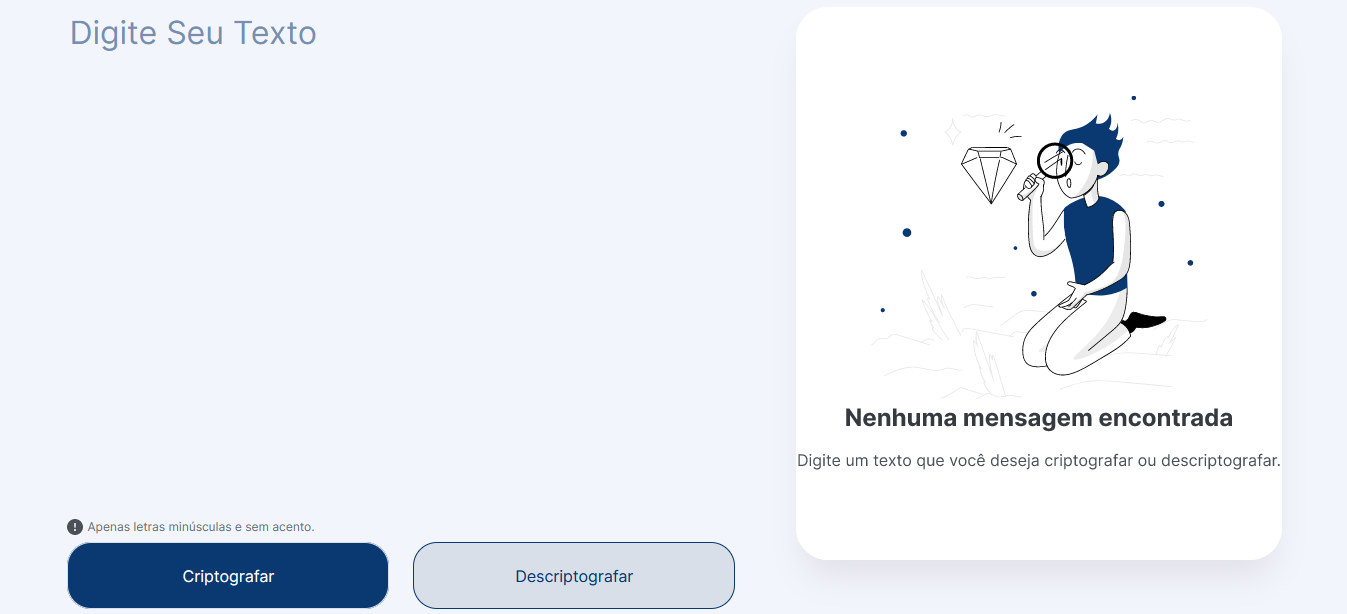 Digite Seu Texto
Apenas letras minúsculas e sem acento.
Criptografar
Descriptografar
Nenhuma mensagem encontrada
Digite um texto que você deseja criptografar ou descriptografar.